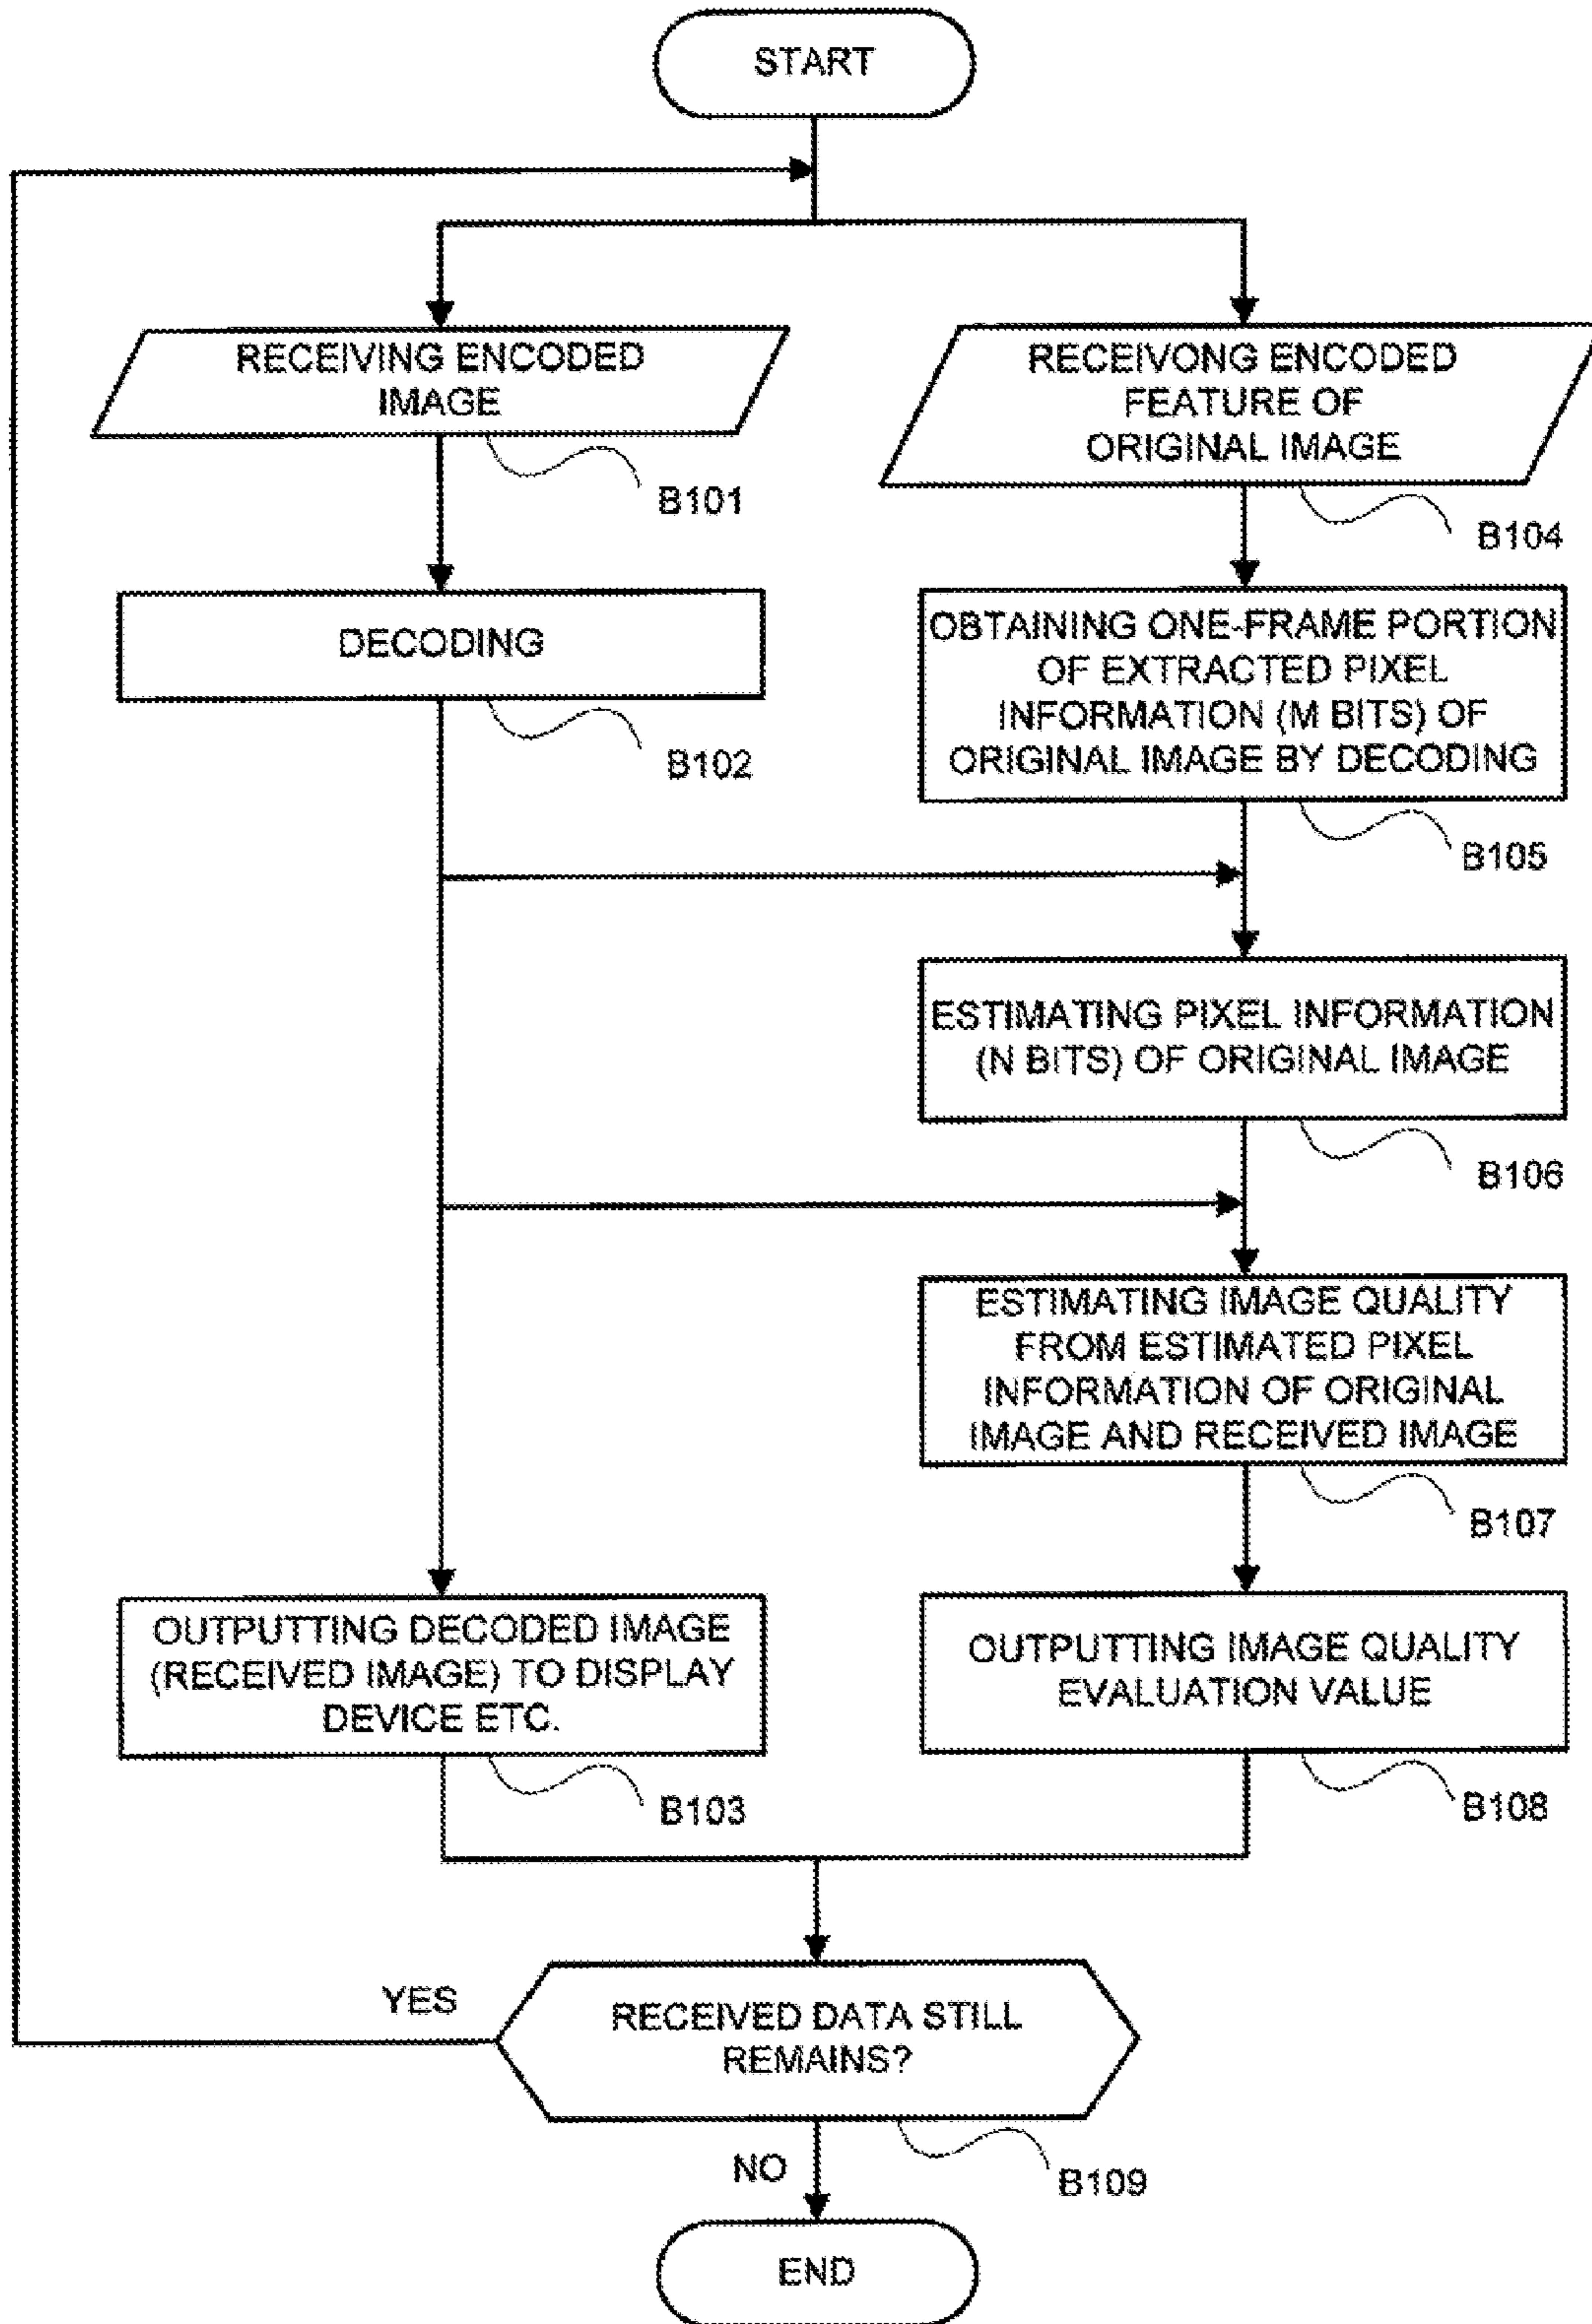 START
RECEIVING ENCODED
IMAGE
B101
RECEIVONG ENCODED
FEATURE OF
ORIGINAL IMAGE
B104
DECODING
B102
OBTAINING ONE-FRAME PORTION
OF EXTRACTED PIXEL
INFORMATION (M BITS) OF
ORIGINAL IMAGE BY DECODING
B105
ESTIMATING PIXEL INFORMATION
(N BITS) OF ORIGINAL IMAGE
B106
ESTIMATING IMAGE QUALITY
FROM ESTIMATED PIXEL
INFORMATION OF ORIGINAL
IMAGE AND RECEIVED IMAGE
B107
OUTPUTTING DECODED IMAGE
(RECEIVED IMAGE) TO DISPLAY
DEVICE ETC.
B103
OUTPUTTING IMAGE QUALITY
EVALUATION VALUE
B108
YES
RECEIVED DATA STILL
REMAINS?
B109
NO
END